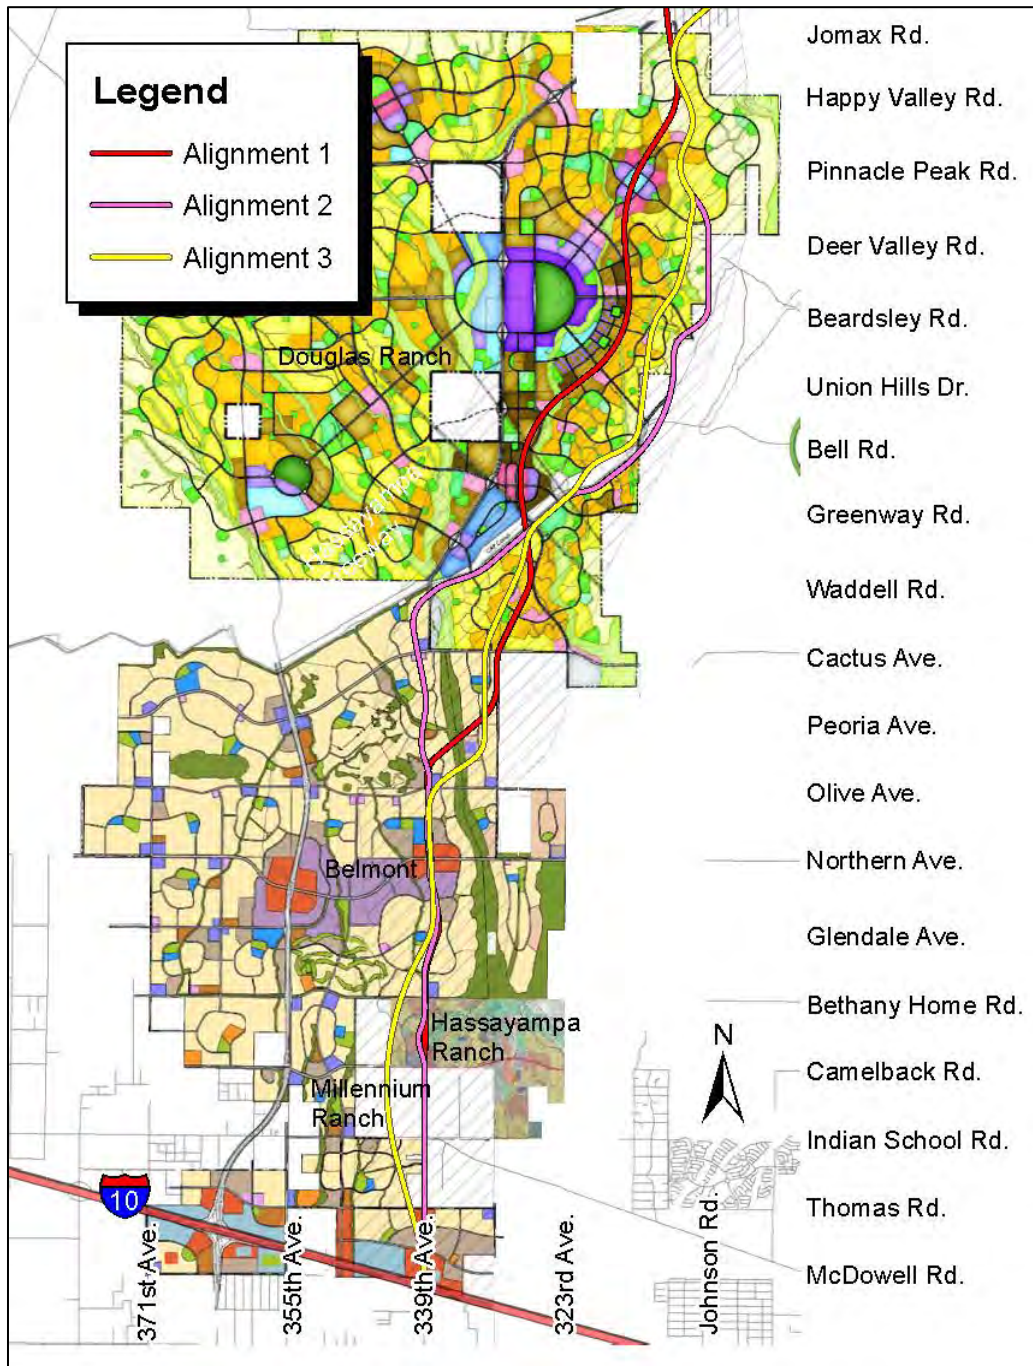 Legend
Alignment 1
Alignment 2
Alignment 3
Jomax Rd.
Happy Valley Rd.
Pinnacle Peak Rd.
Deer Valley Rd.
Beardsley Rd.
Union Hills Dr.
Bell Rd.
Greenway Rd.
Waddell Rd.
Cactus Ave.
Peoria Ave.
Olive Ave.
Northern Ave.
Glendale Ave.
Bethany Home Rd.
Camelback Rd.
Indian School Rd.
Thomas Rd.
McDowell Rd.
Douglas Ranch
Hassayampa
Freeway
Belmont
Hassayampa
Ranch
Millennium
Ranch
N
10
371st Ave.
355th Ave.
339th Ave.
323rd Ave.
Johnson Rd.